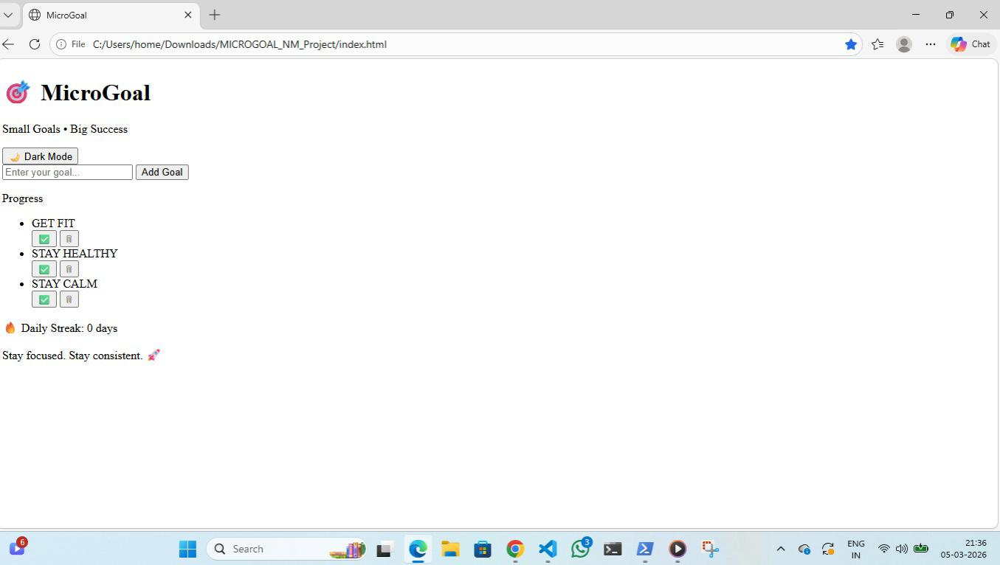 MicroGoal
File C:/Users/home/Downloads/MICROGOAL_NM_Project/index.html
Chat
🎯 MicroGoal
Small Goals • Big Success
🌙 Dark Mode
Enter your goal... Add Goal
Progress
• GET FIT
✅ 🗑
• STAY HEALTHY
✅ 🗑
• STAY CALM
✅ 🗑
🔥 Daily Streak: 0 days
Stay focused. Stay consistent. 🚀
6
Search
3
ENG
IN
21:36
05-03-2026